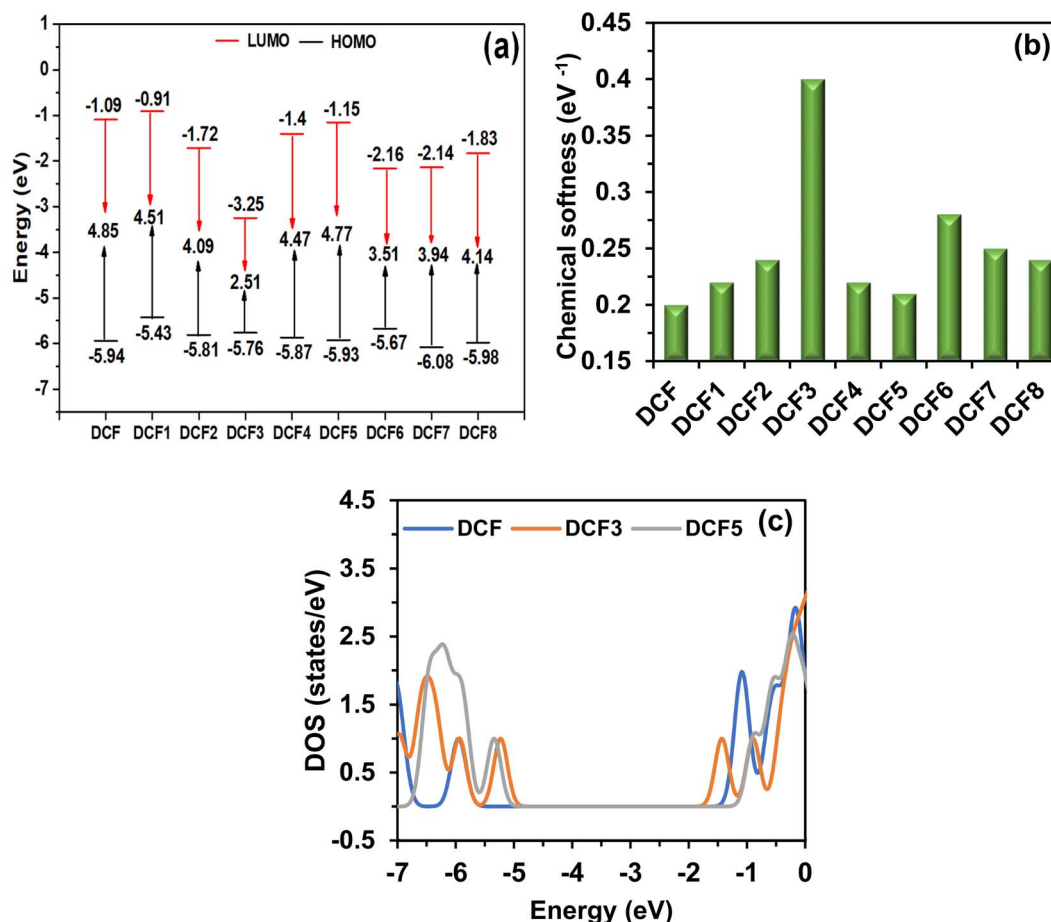 (a)
LUMO HOMO
Energy (eV)
1
0
-1
-2
-3
-4
-5
-6
-7
-1.09 -0.91 -1.72 -3.25 -1.4 -1.15 -2.16 -2.14 -1.83
4.85 4.51 4.09 2.51 4.47 4.77 3.51 3.94 4.14
-5.94 -5.43 -5.81 -5.76 -5.87 -5.93 -5.67 -6.08 -5.98
DCF DCF1 DCF2 DCF3 DCF4 DCF5 DCF6 DCF7 DCF8
(b)
Chemical softness (eV -1)
0.45
0.4
0.35
0.3
0.25
0.2
0.15
DCF DCF1 DCF2 DCF3 DCF4 DCF5 DCF6 DCF7 DCF8
(c)
DCF DCF3 DCF5
DOS (states/eV)
4.5
3.5
2.5
1.5
0.5
-0.5
-7 -6 -5 -4 -3 -2 -1 0
Energy (eV)